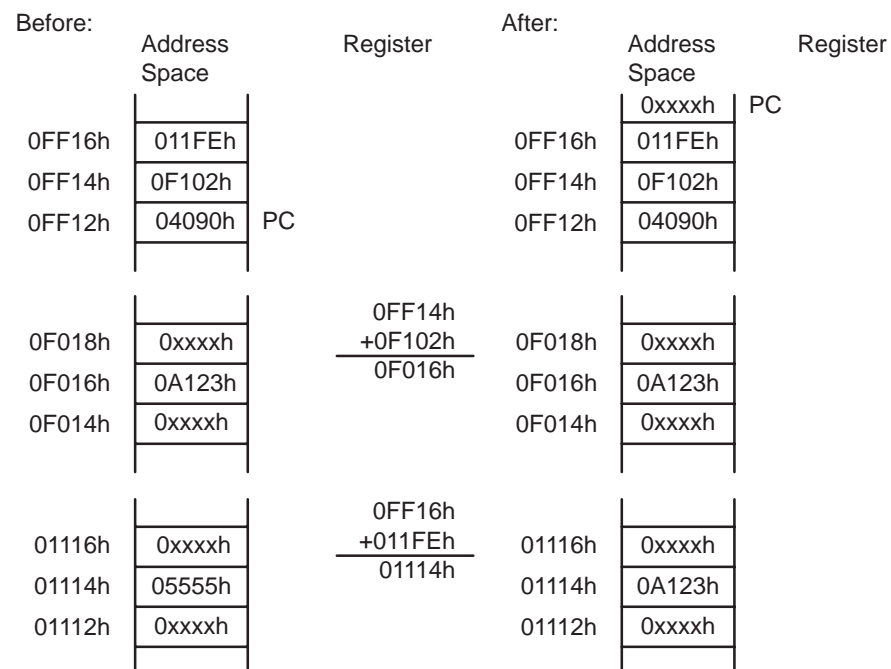 Before:
Address Space
Register
After:
Address Space
Register
0xxxxh PC
0FF16h 011FEh 0FF16h 011FEh
0FF14h 0F102h 0FF14h 0F102h
0FF12h 04090h PC 0FF12h 04090h
0FF14h
0F018h 0xxxxh +0F102h 0F018h 0xxxxh
0F016h 0A123h 0F016h 0F016h 0A123h
0F014h 0xxxxh 0F014h 0xxxxh
0FF16h
01116h 0xxxxh +011FEh 01116h 0xxxxh
01114h 05555h 01114h 01114h 0A123h
01112h 0xxxxh 01112h 0xxxxh